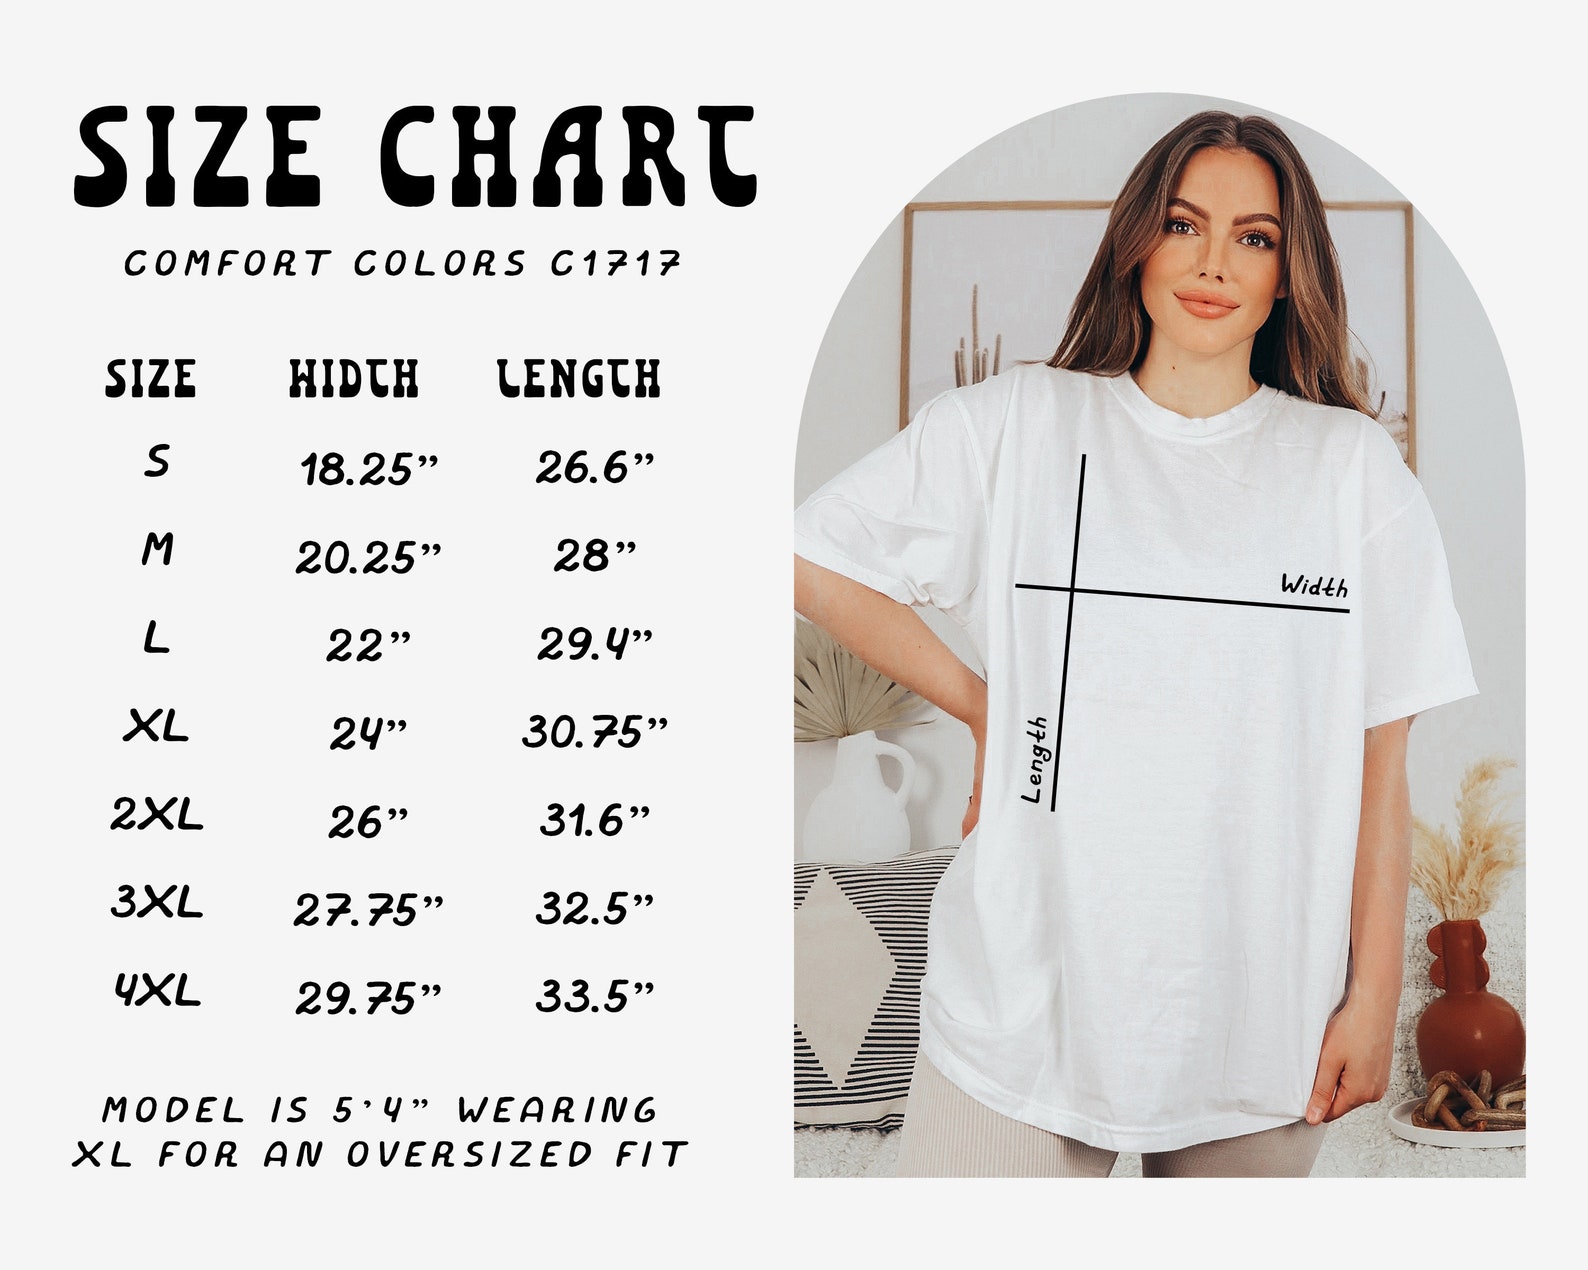 SIZE CHART
COMFORT COLORS C1717
SIZE WIDTH LENGTH
S 18.25” 26.6”
M 20.25” 28”
L 22” 29.4”
XL 24” 30.75”
2XL 26” 31.6”
3XL 27.75” 32.5”
4XL 29.75” 33.5”
MODEL IS 5’4” WEARING
XL FOR AN OVERSIZED FIT
Width
Length